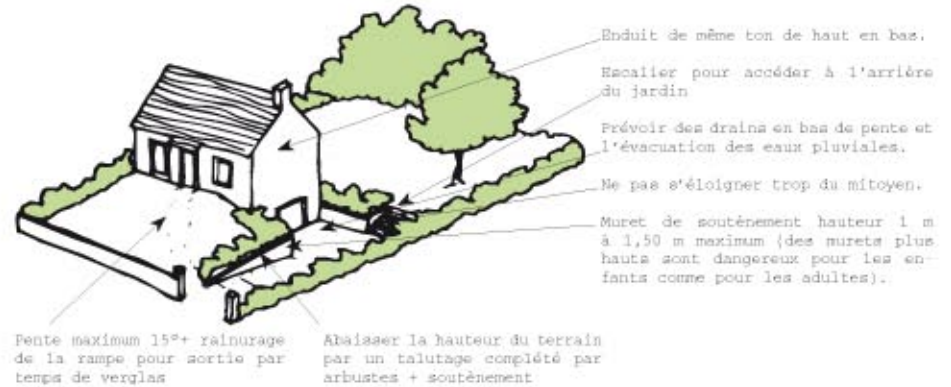 Enduit de même ton de haut en bas.
Escalier pour accéder à l'arrière
du jardin
Prévoir des drains en bas de pente et
l'évacuation des eaux pluviales.
Ne pas s'éloigner trop du mitoyen.
Muret de soutènement hauteur 1 m
à 1,50 m maximum (des murets plus
hauts sont dangereux pour les en-
fants comme pour les adultes).
Pente maximum 15°+ rainurage
de la rampe pour sortie par
temps de verglas
Abaisser la hauteur du terrain
par un talutage complété par
arbustes + soutènement